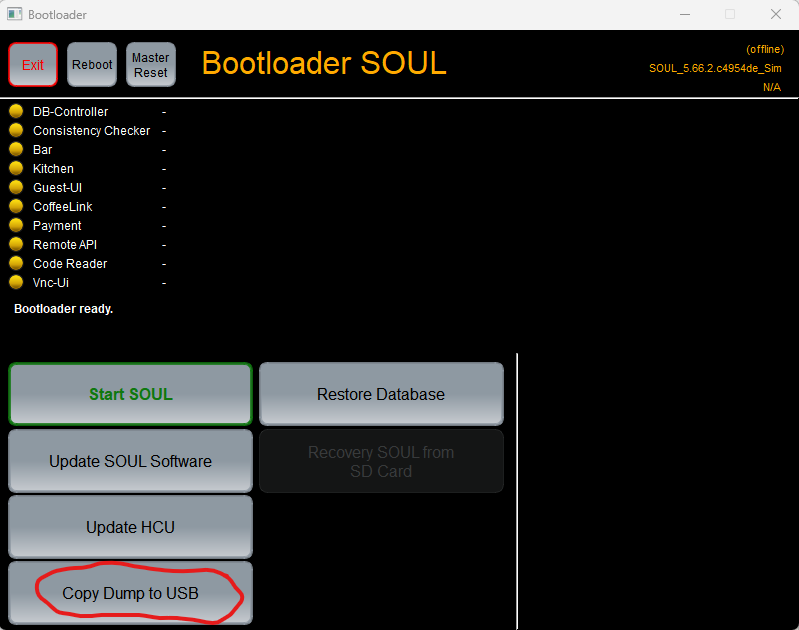 Bootloader
Exit
Reboot
Master
Reset
Bootloader SOUL
(offline)
SOUL_5.66.2.c4954de_Sim
N/A
DB-Controller -
Consistency Checker -
Bar -
Kitchen -
Guest-UI -
CoffeeLink -
Payment -
Remote API -
Code Reader -
Vnc-Ui -
Bootloader ready.
Start SOUL
Restore Database
Update SOUL Software
Recovery SOUL from
SD Card
Update HCU
Copy Dump to USB